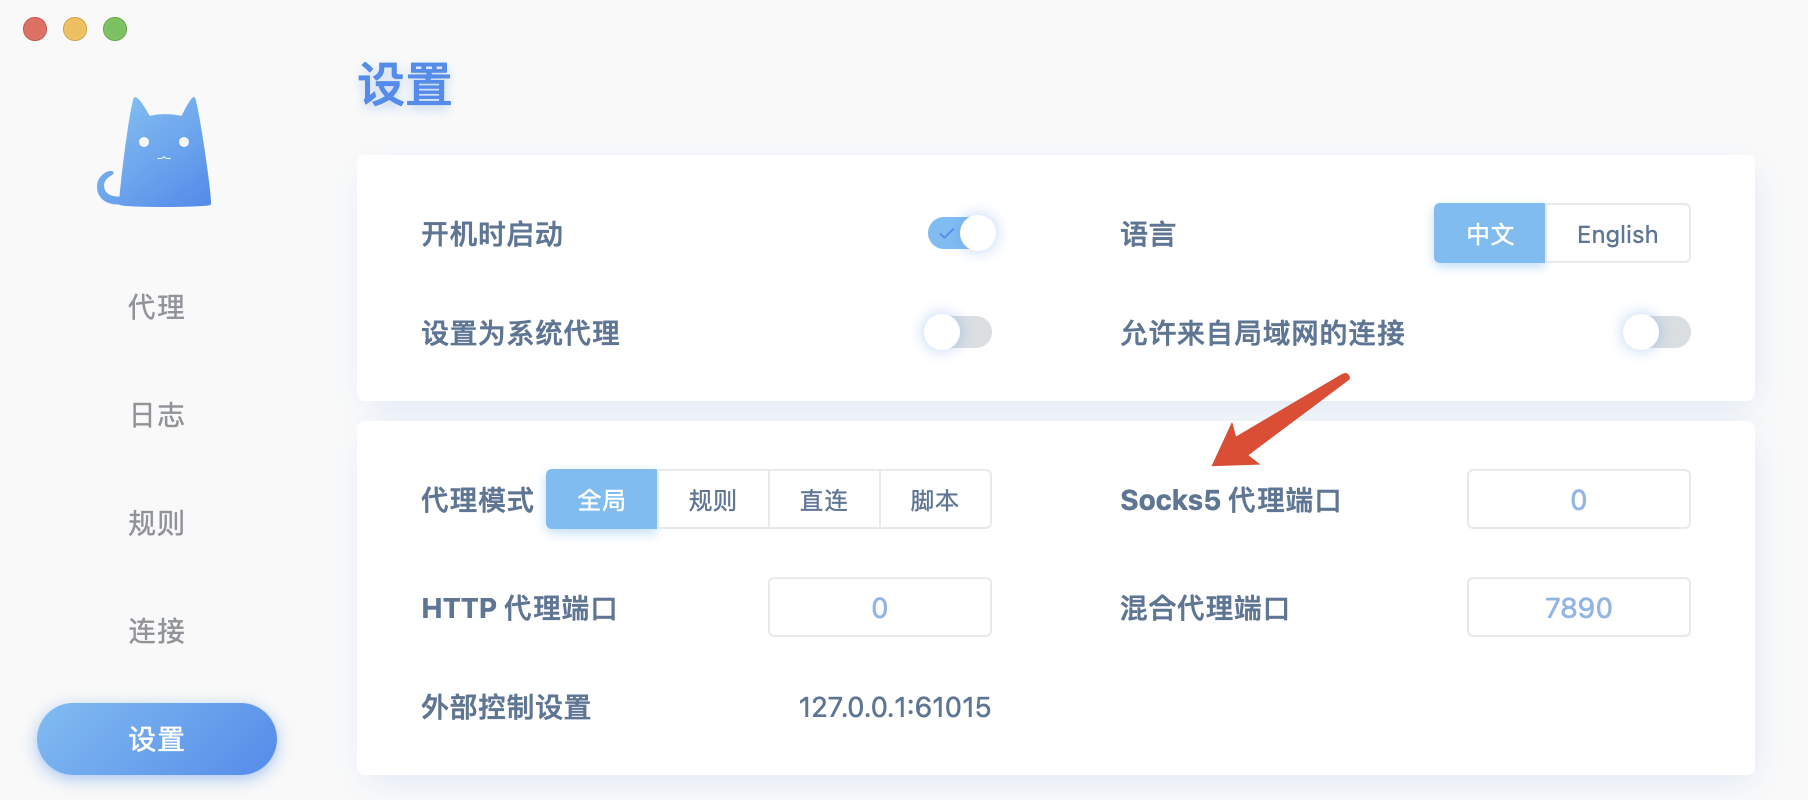 设置
开机时启动
语言 中文 English
设置为系统代理
允许来自局域网的连接
代理
日志
规则
连接
设置
代理模式 全局 规则 直连 脚本
Socks5 代理端口 0
HTTP 代理端口 0
混合代理端口 7890
外部控制设置 127.0.0.1:61015